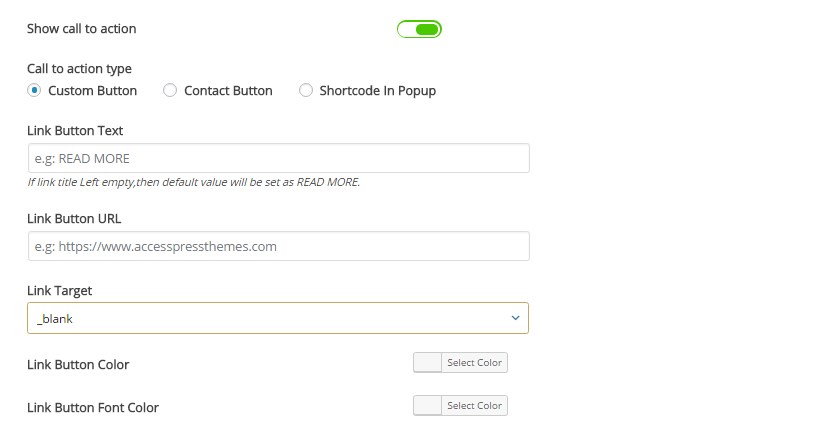 Show call to action
Call to action type
Custom Button Contact Button Shortcode In Popup
Link Button Text
e.g: READ MORE
If link title Left empty,then default value will be set as READ MORE.
Link Button URL
e.g: https://www.accesspressthemes.com
Link Target
_blank
Link Button Color Select Color
Link Button Font Color Select Color